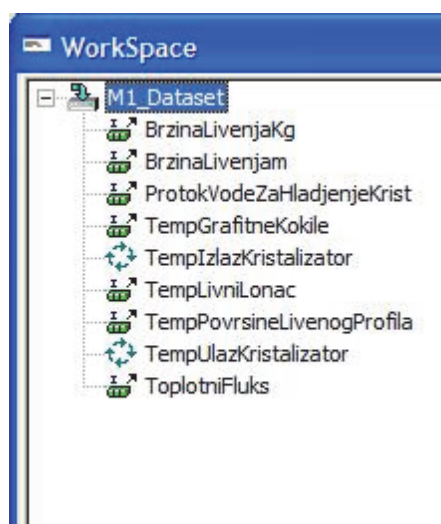 WorkSpace
M1_Dataset
BrzinaLivenjaKg
BrzinaLivenjam
ProtokVodeZaHladjenjeKrist
TempGrafitneKokile
TempIzlazKristalizator
TempLivniLonac
TempPovrsineLivenogProfila
TempUlazKristalizator
ToplotniFluks